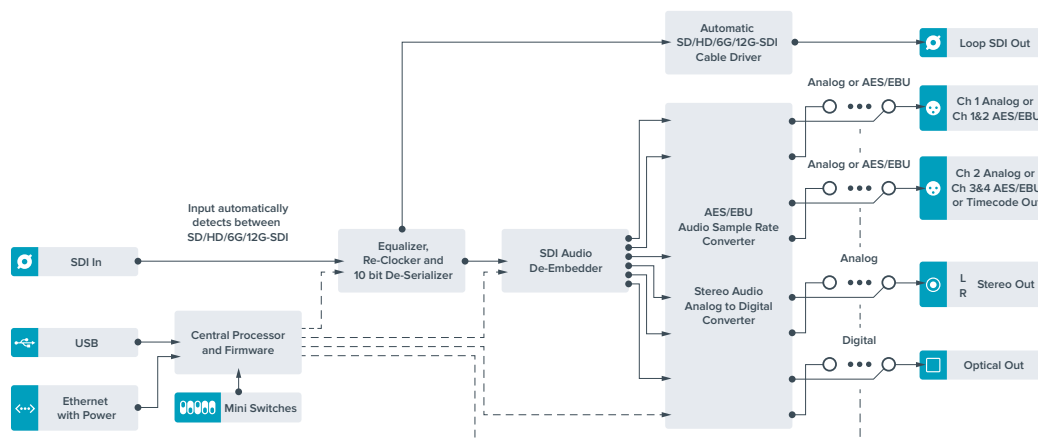 Automatic
SD/HD/6G/12G-SDI
Cable Driver
Loop SDI Out
Analog or AES/EBU
Ch 1 Analog or
Ch 1&2 AES/EBU
Analog or AES/EBU
Ch 2 Analog or
Ch 3&4 AES/EBU
or Timecode Out
Input automatically
detects between
SD/HD/6G/12G-SDI
SDI In
Equalizer,
Re-Clocker and
10 bit De-Serializer
SDI Audio
De-Embedder
AES/EBU
Audio Sample Rate
Converter
Stereo Audio
Analog to Digital
Converter
Analog
L
R
Stereo Out
USB
Central Processor
and Firmware
Digital
Optical Out
Ethernet
with Power
Mini Switches